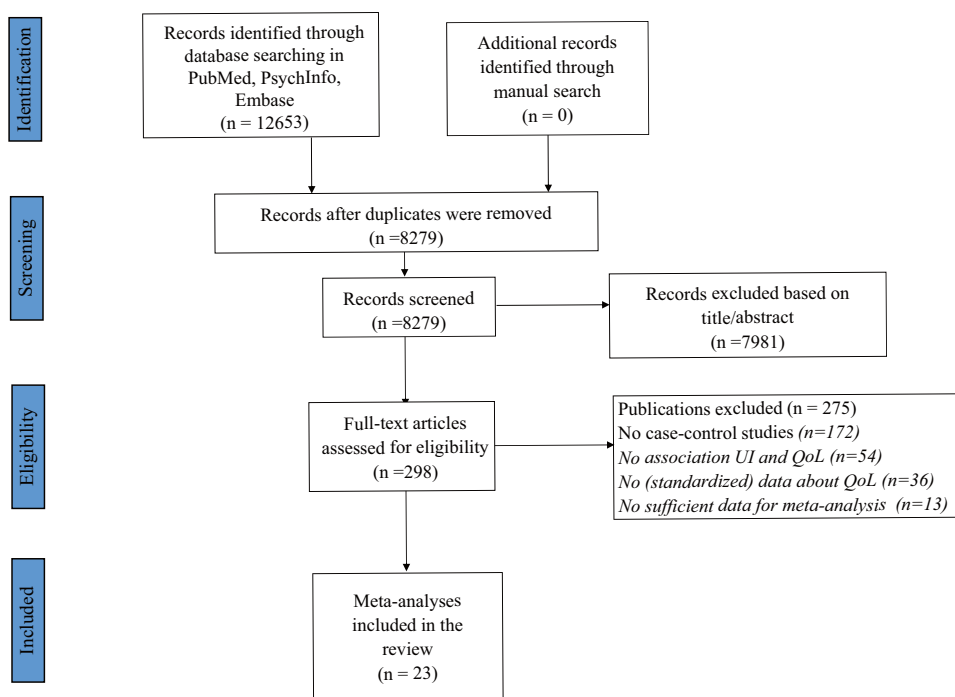 Identification
Records identified through
database searching in
PubMed, PsychInfo,
Embase
(n = 12653)
Additional records
identified through
manual search
(n = 0)
Screening
Records after duplicates were removed
(n =8279)
Records screened
(n =8279)
Records excluded based on
title/abstract
(n =7981)
Eligibility
Full-text articles
assessed for eligibility
(n =298)
Publications excluded (n = 275)
No case-control studies (n=172)
No association UI and QoL (n=54)
No (standardized) data about QoL (n=36)
No sufficient data for meta-analysis (n=13)
Included
Meta-analyses
included in the
review
(n = 23)